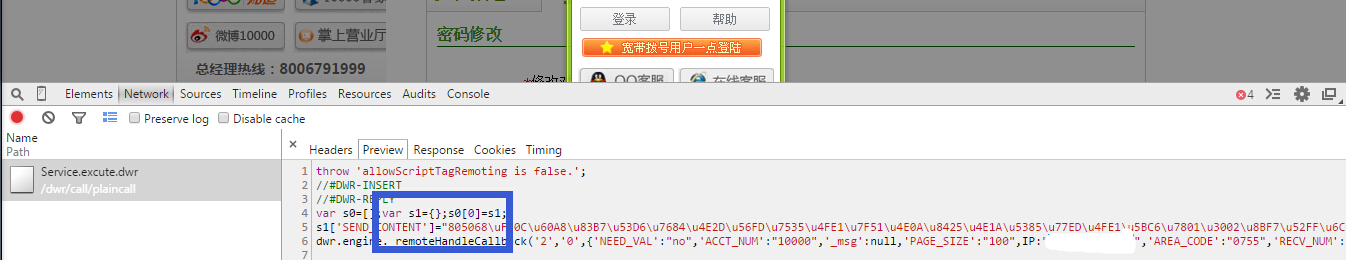 10000
登录
帮助
微博10000
掌上营业厅
密码修改
宽带拨号用户一点登陆
总经理热线：8006791999
QQ客服
在线客服
Elements Network Sources Timeline Profiles Resources Audits Console
4
Preserve log
Disable cache
Name
Path
Headers Preview Response Cookies Timing
Service.excute.dwr
/dwr/call/plaincall
1 throw 'allowScriptTagRemoting is false.';
2 //#DWR-INSERT
3 //#DWR-REPLY
4 var s0=[];var s1={};s0[0]=s1;
5 s1['SEND_CONTENT']="805068\uFF0C\u60A8\u83B7\u53D6\u7684\u4E2D\u56FD\u7535\u4FE1\u7F51\u4E0A\u8425\u4E1A\u5385\u77ED\u4FE1\u5BC6\u7801\u3002\u8BF7\u52FF\u6C
6 dwr.engine._remoteHandleCallback('2','0',{'NEED_VAL':"no",'ACCT_NUM':"10000",'_msg':null,'PAGE_SIZE':"100",IP:" ",'AREA_CODE':"0755",'RECV_NUM':
7